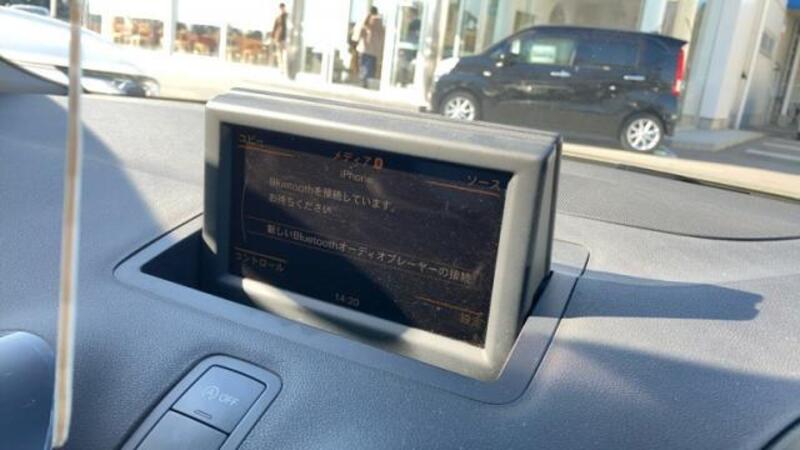 コピー
メディア
iPhone
ソース
Bluetoothを接続しています。
お待ちください
新しいBluetoothオーディオプレーヤーの接続
コントロール
14:20
設定
A OFF